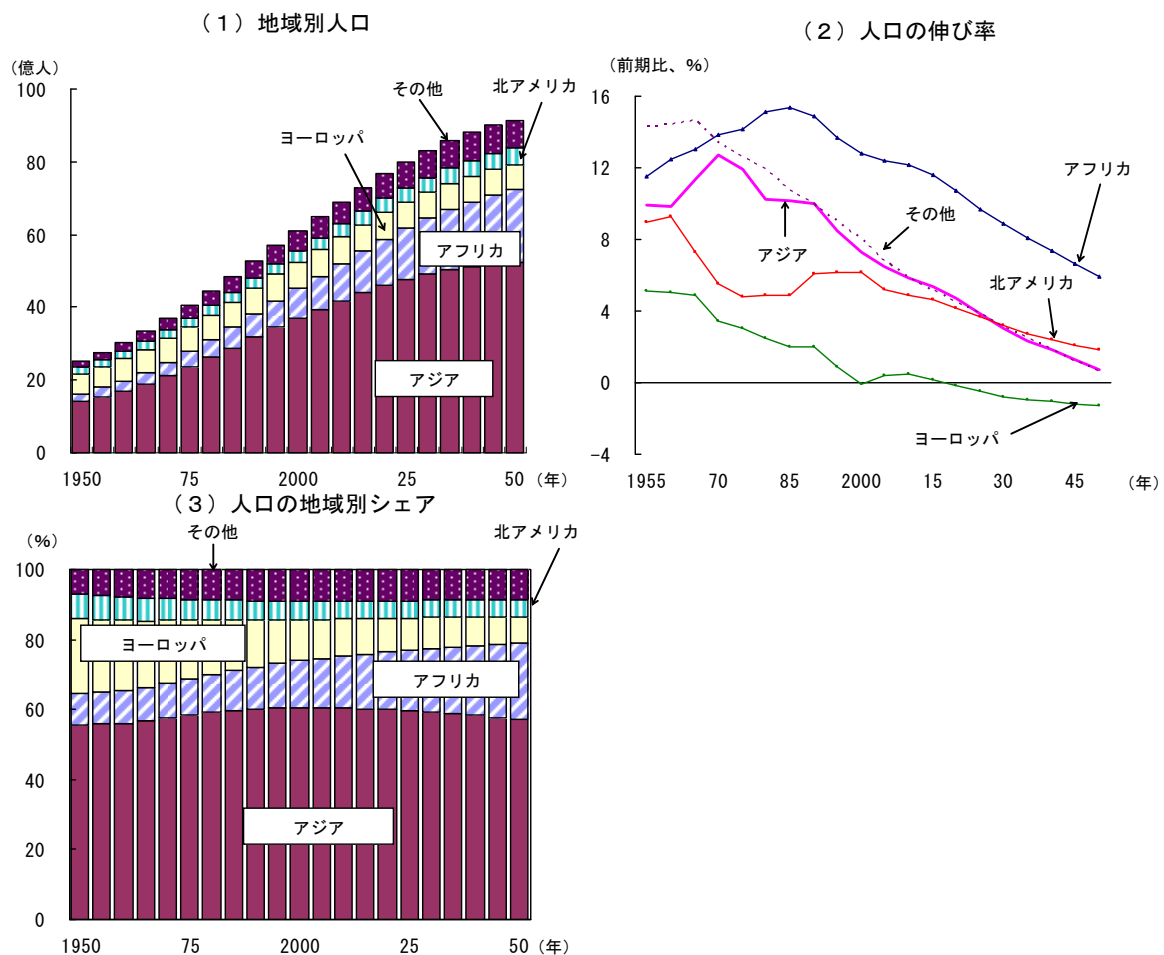 （１）地域別人口
（億人）
100
80
60
40
20
0
その他
北アメリカ
ヨーロッパ
アフリカ
アジア
1950 75 2000 25 50 （年）
（２）人口の伸び率
（前期比、％）
16
12
8
4
0
-4
アフリカ
その他
アジア
北アメリカ
ヨーロッパ
1955 70 85 2000 15 30 45 （年）
（３）人口の地域別シェア
（％）
100
80
60
40
20
0
その他
北アメリカ
ヨーロッパ
アフリカ
アジア
1950 75 2000 25 50 （年）